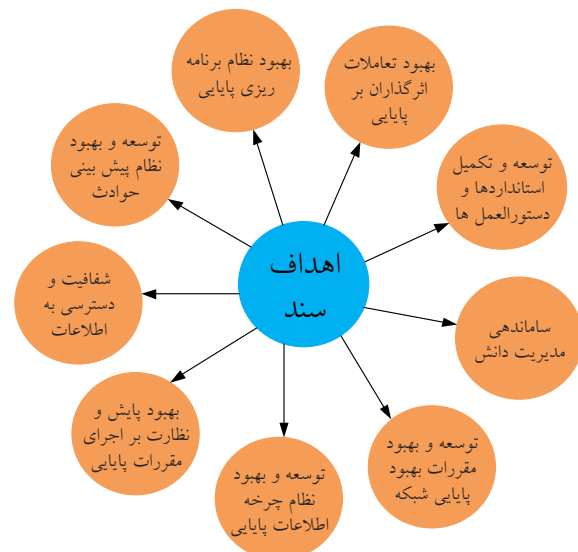 اهداف
سند
بهبود تعاملات
اثرگذاران بر
پایایی
توسعه و تکمیل
استانداردها و
دستورالعمل ها
ساماندهی
مدیریت دانش
توسعه و بهبود
مقررات بهبود
پایایی شبکه
توسعه و بهبود
نظام چرخه
اطلاعات پایایی
بهبود پایش و
نظارت بر اجرای
مقررات پایایی
شفافیت و
دسترسی به
اطلاعات
توسعه و بهبود
نظام پیش بینی
حوادث
بهبود نظام برنامه
ریزی پایایی